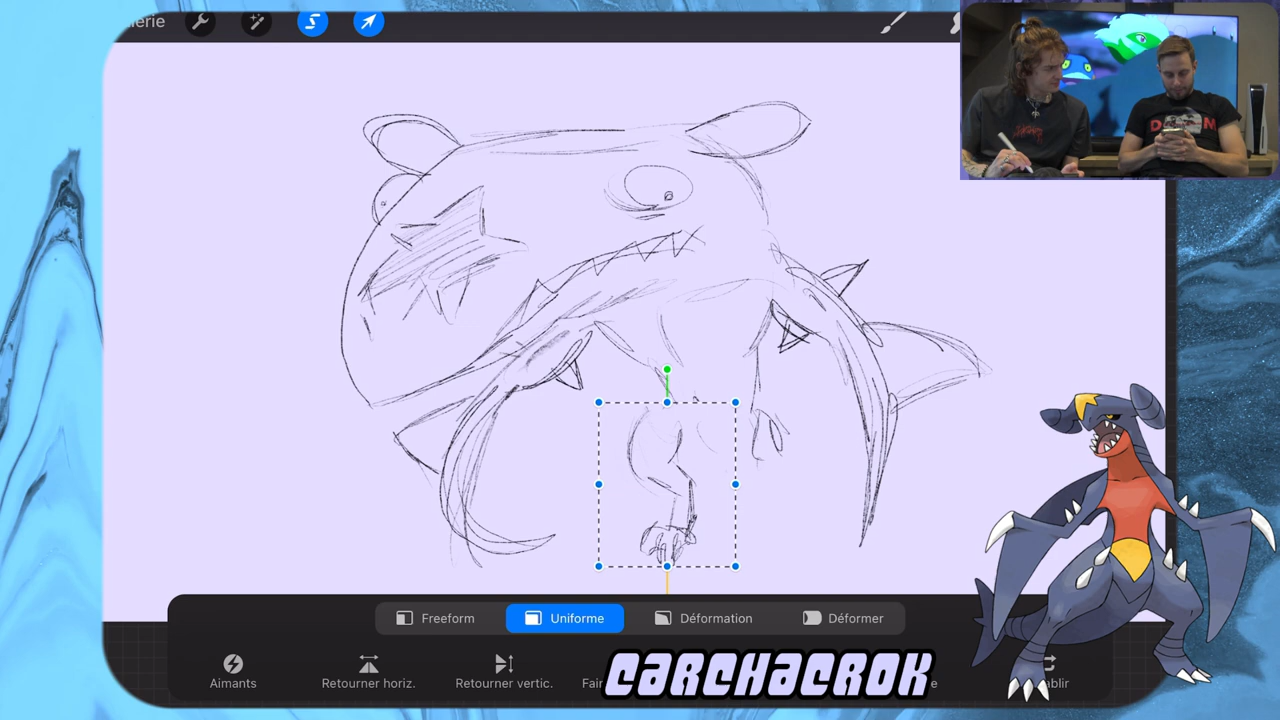 erie
Freeform
Uniforme
Déformation
Déformer
Aimants
Retourner horiz.
Retourner vertic.
CARCHACROK